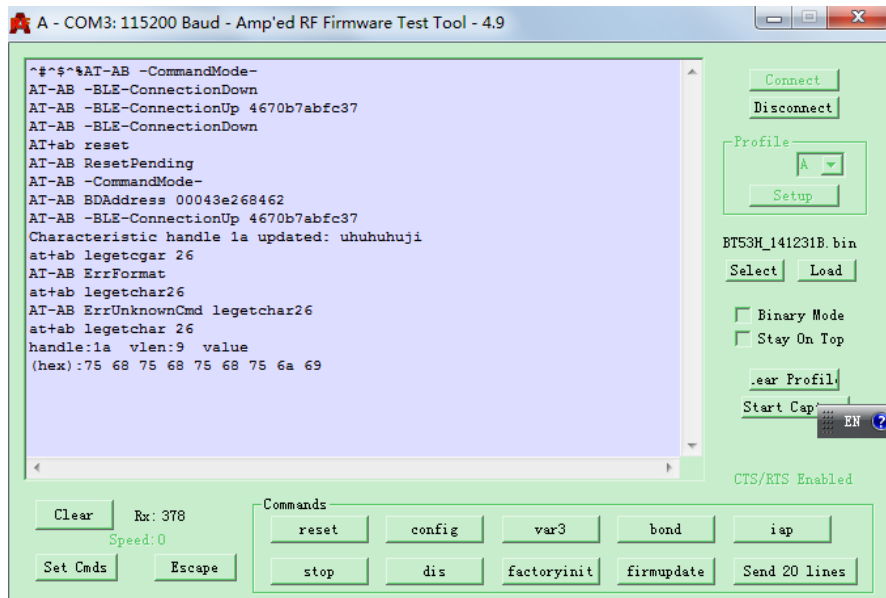 A - COM3: 115200 Baud - Amp'ed RF Firmware Test Tool - 4.9
^#^$^%AT-AB -CommandMode-
AT-AB -BLE-ConnectionDown
AT-AB -BLE-ConnectionUp 4670b7abfc37
AT-AB -BLE-ConnectionDown
AT+ab reset
AT-AB ResetPending
AT-AB -CommandMode-
AT-AB BDAddress 00043e268462
AT-AB -BLE-ConnectionUp 4670b7abfc37
Characteristic handle 1a updated: uhuhuhuji
at+ab legetcgar 26
AT-AB ErrFormat
at+ab legetchar26
AT-AB ErrUnknownCmd legetchar26
at+ab legetchar 26
handle:1a  vlen:9  value
(hex):75 68 75 68 75 68 75 6a 69
Connect
Disconnect
Profile
A
Setup
BT53H_141231B.bin
Select
Load
Binary Mode
Stay On Top
.ear Profil
Start Cap
EN
CTS/RTS Enabled
Clear
Rx: 378
Speed:0
Set Cmds
Escape
Commands
reset
config
var3
bond
iap
stop
dis
factoryinit
firmupdate
Send 20 lines